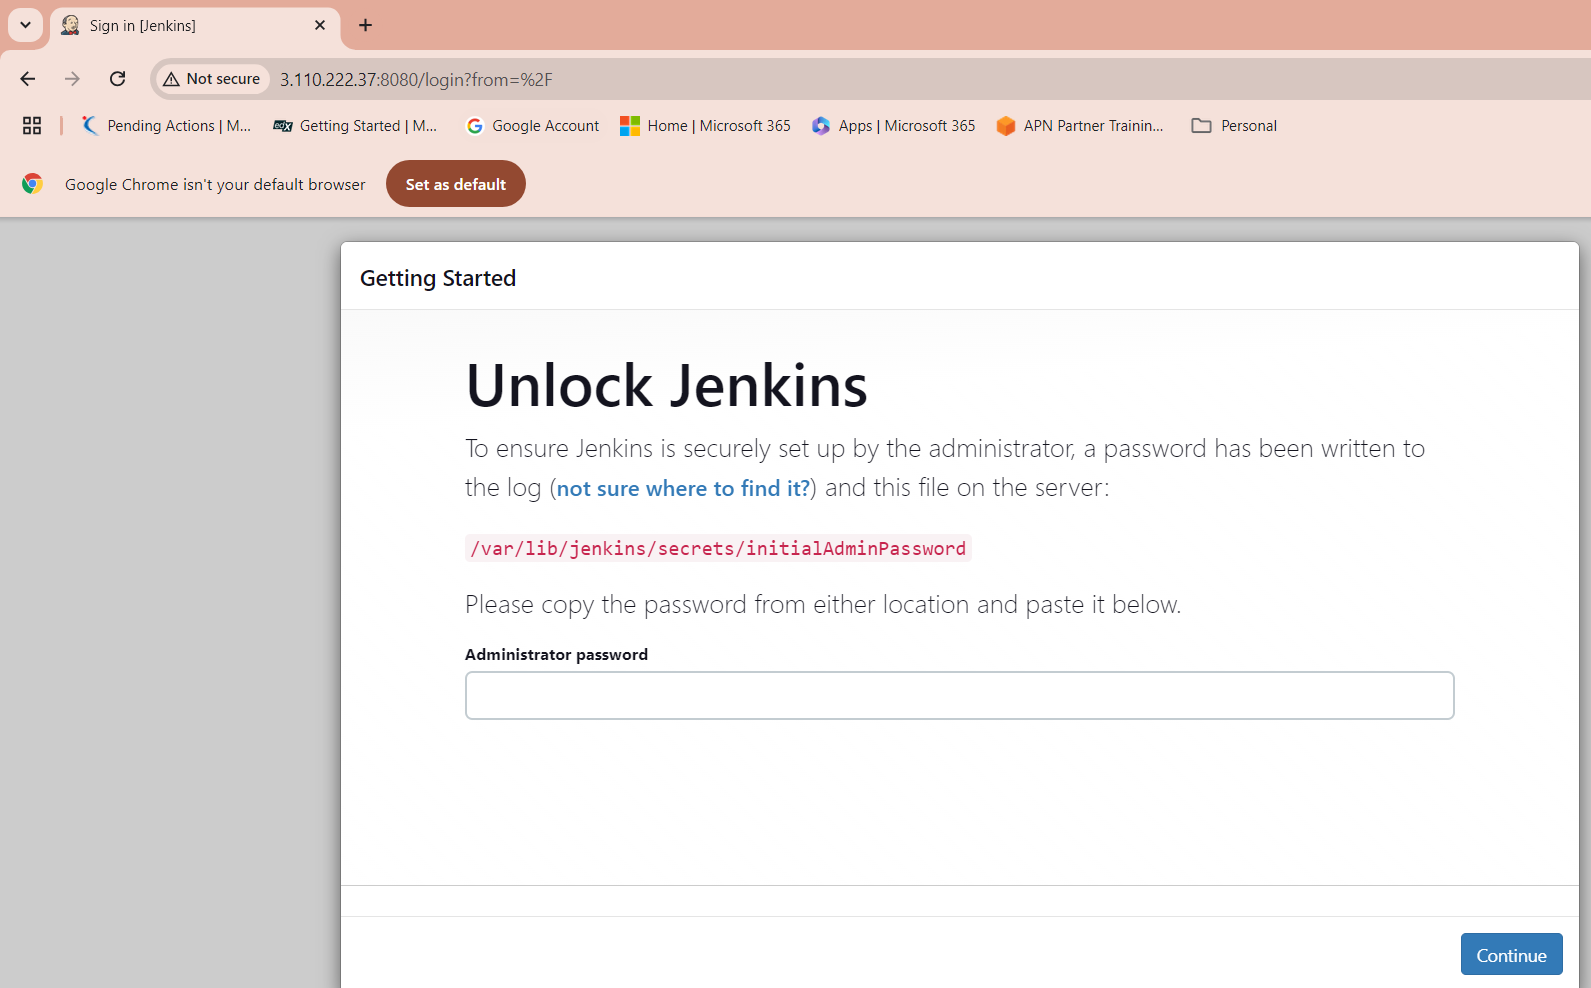 Sign in [Jenkins]
Not secure 3.110.222.37:8080/login?from=%2F
Pending Actions | M... Getting Started | M... Google Account Home | Microsoft 365 Apps | Microsoft 365 APN Partner Trainin... Personal
Google Chrome isn't your default browser Set as default
Getting Started
Unlock Jenkins
To ensure Jenkins is securely set up by the administrator, a password has been written to
the log (not sure where to find it?) and this file on the server:
/var/lib/jenkins/secrets/initialAdminPassword
Please copy the password from either location and paste it below.
Administrator password
Continue